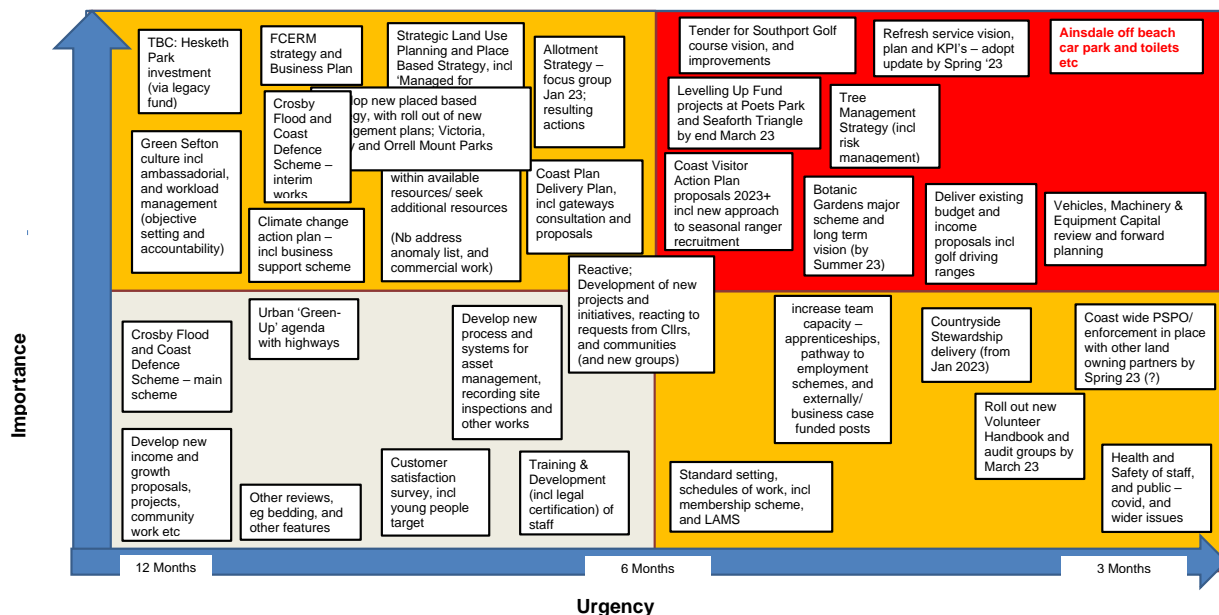 TBC: Hesketh
Park
investment
(via legacy
fund)
FCERM
strategy and
Business Plan
Strategic Land Use
Planning and Place
Based Strategy, incl
‘Managed for
Allotment
Strategy –
focus group
Jan 23;
resulting
actions
Crosby
Flood and
Coast
Defence
Scheme –
interim
works
lop new placed based
gy, with roll out of new
gement plans; Victoria,
y and Orrell Mount Parks
Green Sefton
culture incl
ambassadorial,
and workload
management
(objective
setting and
accountability)
Climate change
action plan –
incl business
support scheme
within available
resources/ seek
additional resources
(Nb address
anomaly list, and
commercial work)
Coast Plan
Delivery Plan,
incl gateways
consultation and
proposals
Tender for Southport Golf
course vision, and
improvements
Refresh service vision,
plan and KPI’s – adopt
update by Spring ‘23
Ainsdale off beach
car park and toilets
etc
Levelling Up Fund
projects at Poets Park
and Seaforth Triangle
by end March 23
Tree
Management
Strategy (incl
risk
management)
Coast Visitor
Action Plan
proposals 2023+
incl new approach
to seasonal ranger
recruitment
Botanic
Gardens major
scheme and
long term
vision (by
Summer 23)
Deliver existing
budget and
income
proposals incl
golf driving
ranges
Vehicles, Machinery &
Equipment Capital
review and forward
planning
Reactive;
Development of new
projects and
initiatives, reacting to
requests from Cllrs,
and communities
(and new groups)
Crosby Flood
and Coast
Defence
Scheme – main
scheme
Urban ‘Green-
Up’ agenda
with highways
Develop new
process and
systems for
asset
management,
recording site
inspections and
other works
Develop new
income and
growth
proposals,
projects,
community
work etc
Other reviews,
eg bedding, and
other features
Customer
satisfaction
survey, incl
young people
target
Training &
Development
(incl legal
certification) of
staff
increase team
capacity –
apprenticeships,
pathway to
employment
schemes, and
externally/
business case
funded posts
Countryside
Stewardship
delivery (from
Jan 2023)
Coast wide PSPO/
enforcement in place
with other land
owning partners by
Spring 23 (?)
Roll out new
Volunteer
Handbook and
audit groups by
March 23
Standard setting,
schedules of work, incl
membership scheme,
and LAMS
Health and
Safety of staff,
and public –
covid, and
wider issues
Importance
12 Months
6 Months
3 Months
Urgency